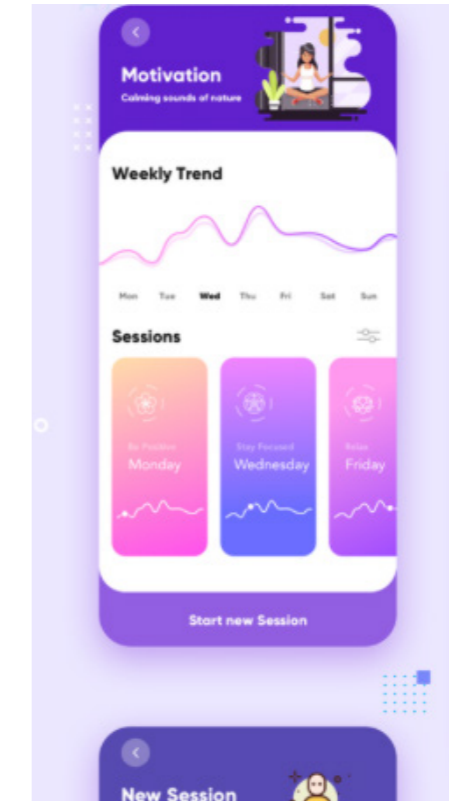 Motivation
Calming sounds of nature
Weekly Trend
Mon Tue Wed Thu Fri Sat Sun
Sessions
Be Positive
Monday
Stay Focused
Wednesday
Relax
Friday
Start new Session
New Session